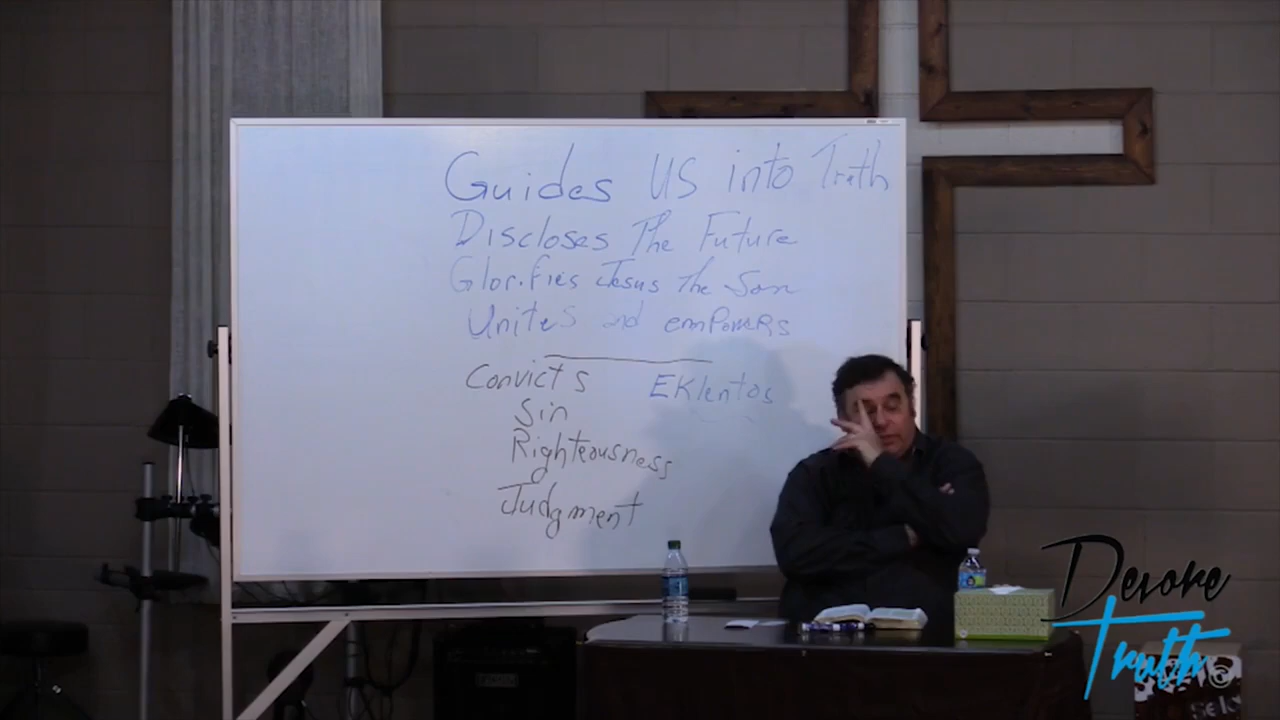 Guides us into Truth
Discloses The Future
Glorifies Jesus The Son
Unites and empowers
Convicts EKlentos
Sin
Righteousness
Judgment
Devore
Truth